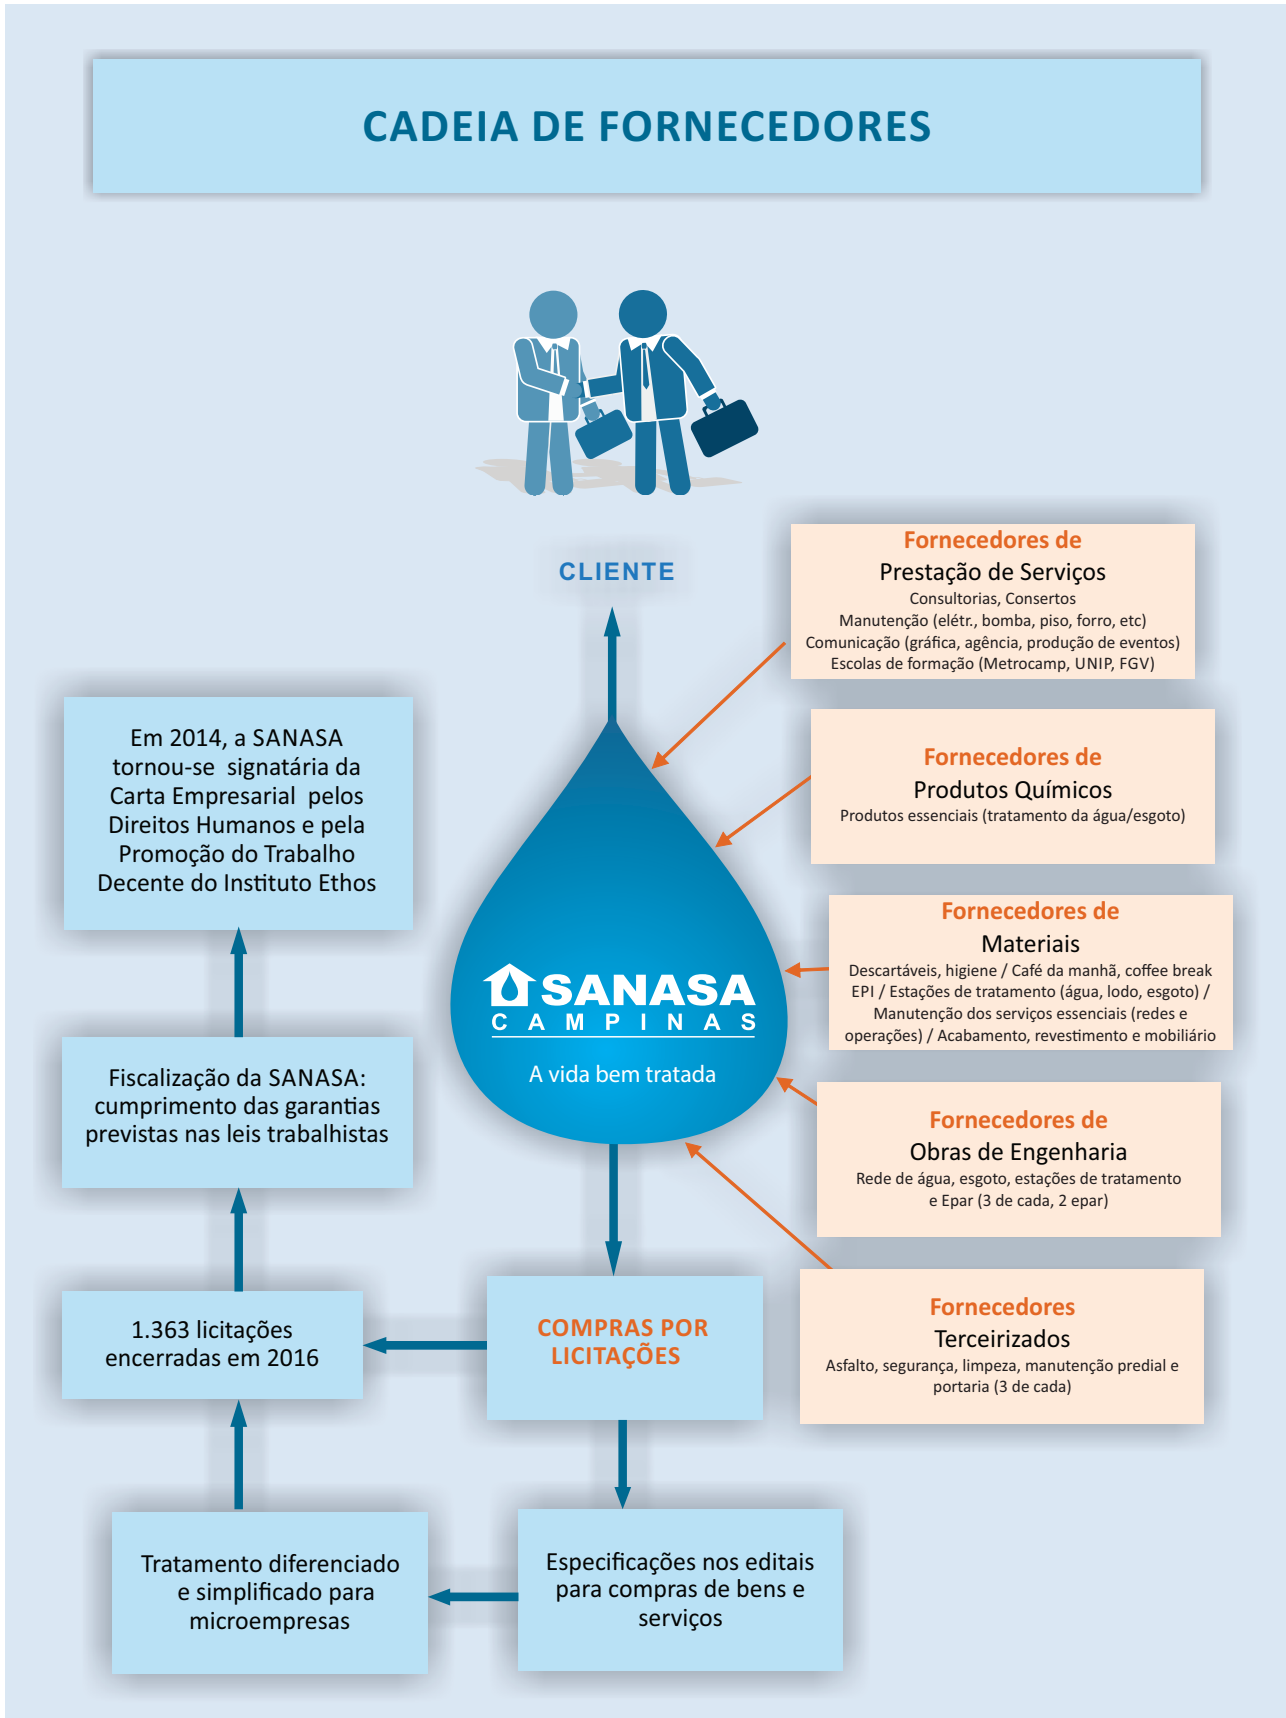 CADEIA DE FORNECEDORES
CLIENTE
Fornecedores de
Prestação de Serviços
Consultorias, Consertos
Manutenção (elétr., bomba, piso, forro, etc)
Comunicação (gráfica, agência, produção de eventos)
Escolas de formação (Metrocamp, UNIP, FGV)
Fornecedores de
Produtos Químicos
Produtos essenciais (tratamento da água/esgoto)
Fornecedores de
Materiais
Descartáveis, higiene / Café da manhã, coffee break
EPI / Estações de tratamento (água, lodo, esgoto) /
Manutenção dos serviços essenciais (redes e
operações) / Acabamento, revestimento e mobiliário
Fornecedores de
Obras de Engenharia
Rede de água, esgoto, estações de tratamento
e Epar (3 de cada, 2 epar)
Fornecedores
Terceirizados
Asfalto, segurança, limpeza, manutenção predial e
portaria (3 de cada)
SANASA
CAMPINAS
A vida bem tratada
COMPRAS POR
LICITAÇÕES
Especificações nos editais
para compras de bens e
serviços
Tratamento diferenciado
e simplificado para
microempresas
1.363 licitações
encerradas em 2016
Fiscalização da SANASA:
cumprimento das garantias
previstas nas leis trabalhistas
Em 2014, a SANASA
tornou-se signatária da
Carta Empresarial pelos
Direitos Humanos e pela
Promoção do Trabalho
Decente do Instituto Ethos